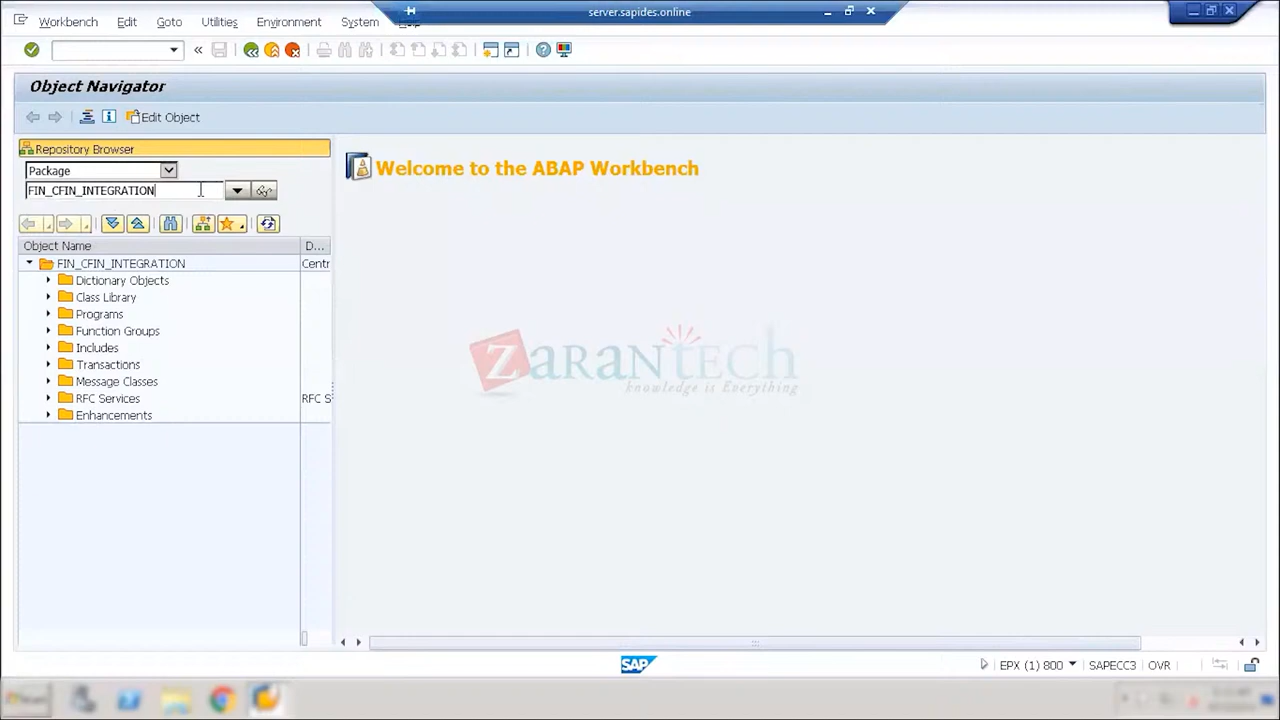 server.sapides.online
Workbench Edit Goto Utilities Environment System Help
Object Navigator
Edit Object
Repository Browser
Package
FIN_CFIN_INTEGRATION
Object Name D...
FIN_CFIN_INTEGRATION Centr
Dictionary Objects
Class Library
Programs
Function Groups
Includes
Transactions
Message Classes
RFC Services RFC S
Enhancements
Welcome to the ABAP Workbench
ZaranTech
knowledge is Everything
SAP
EPX (1) 800 SAPECC3 OVR